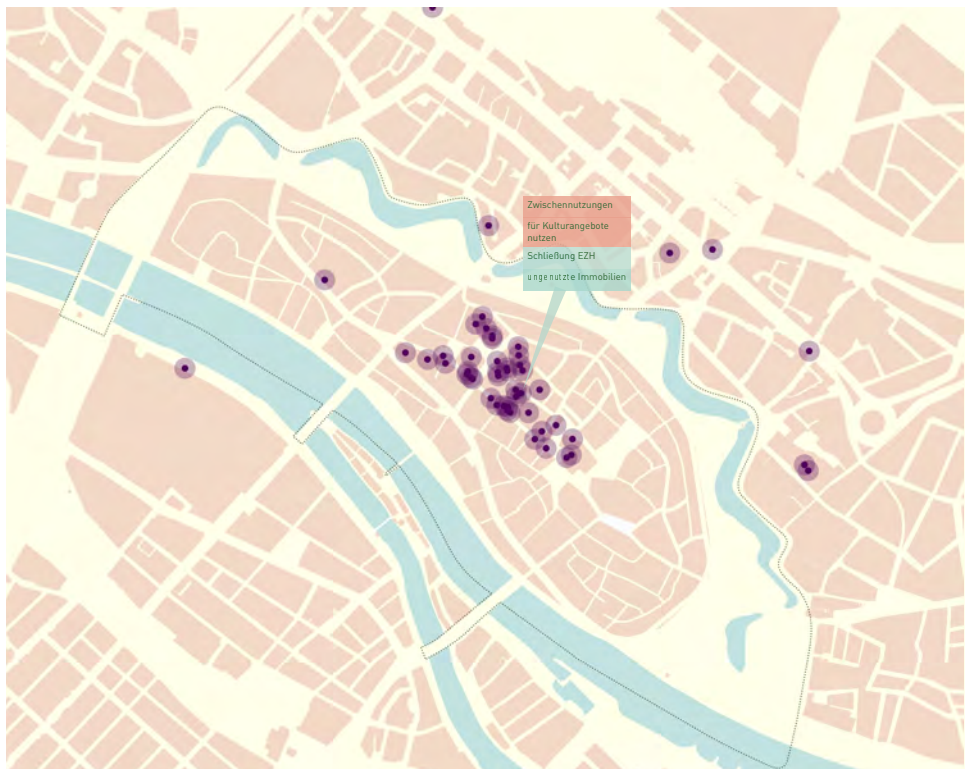 Zwischennutzungen
für Kulturangebote
nutzen
Schließung EZH
ungenutzte Immobilien